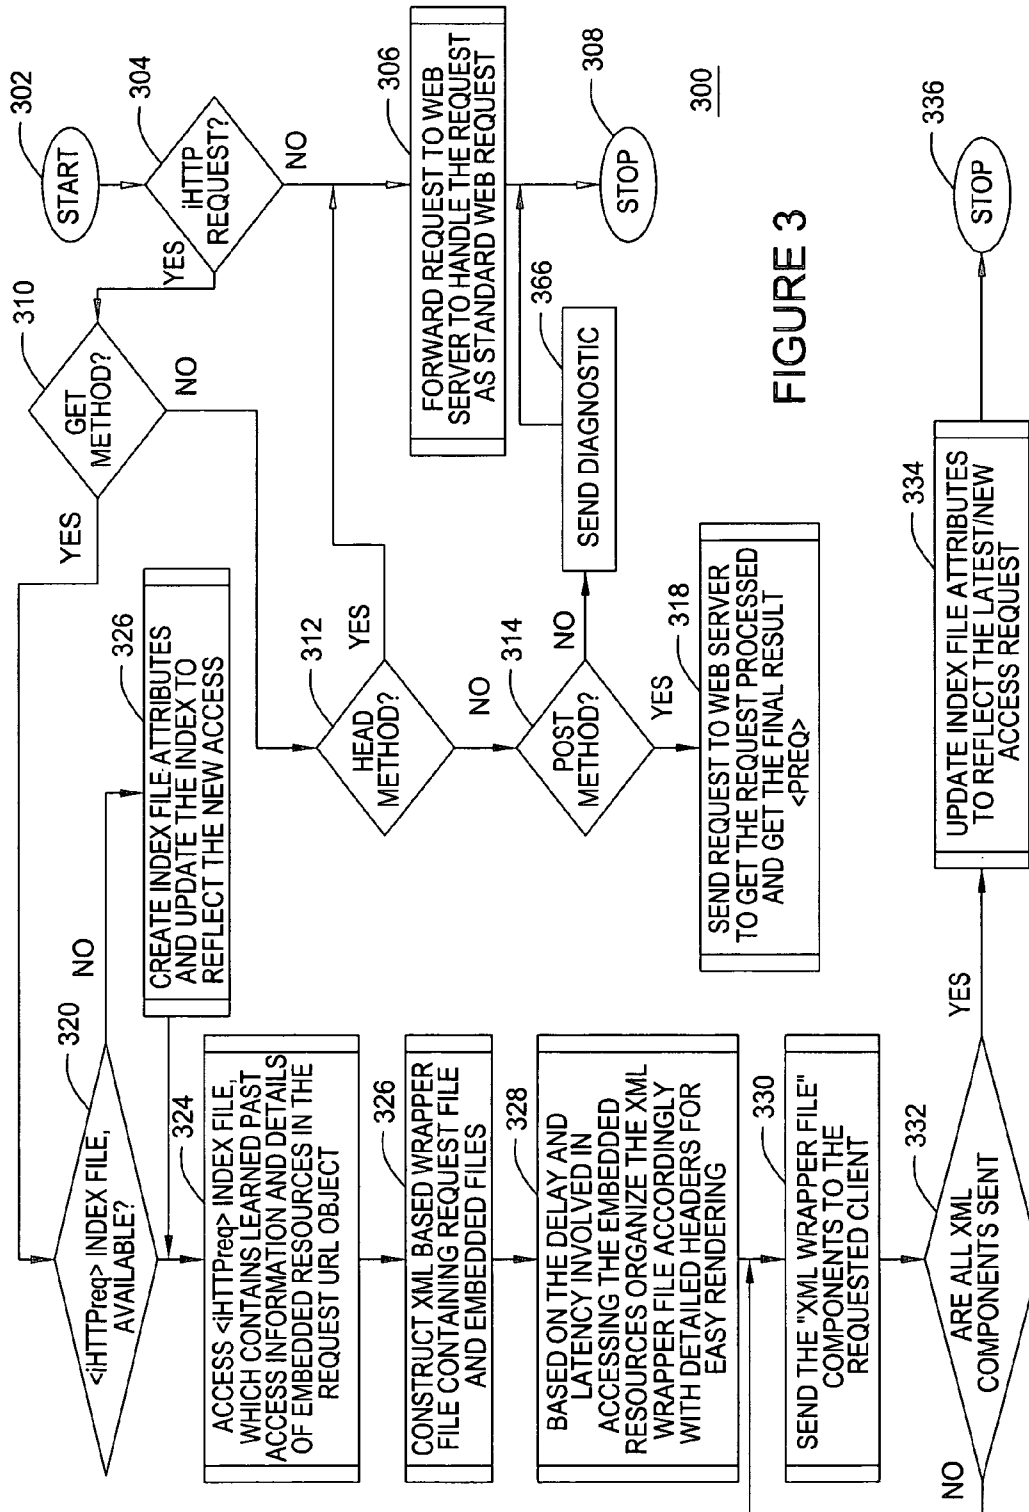 302
START
304
iHTTP
REQUEST?
YES
NO
306
FORWARD REQUEST TO WEB
SERVER TO HANDLE THE REQUEST
AS STANDARD WEB REQUEST
308
STOP
300
310
GET
METHOD?
YES
NO
312
HEAD
METHOD?
YES
NO
314
POST
METHOD?
NO
YES
366
SEND DIAGNOSTIC
318
SEND REQUEST TO WEB SERVER
TO GET THE REQUEST PROCESSED
AND GET THE FINAL RESULT
<PREQ>
320
<iHTTPreq> INDEX FILE,
AVAILABLE?
NO
326
CREATE INDEX FILE ATTRIBUTES
AND UPDATE THE INDEX TO
REFLECT THE NEW ACCESS
324
ACCESS <iHTTPreq> INDEX FILE,
WHICH CONTAINS LEARNED PAST
ACCESS INFORMATION AND DETAILS
OF EMBEDDED RESOURCES IN THE
REQUEST URL OBJECT
326
CONSTRUCT XML BASED WRAPPER
FILE CONTAINING REQUEST FILE
AND EMBEDDED FILES
328
BASED ON THE DELAY AND
LATENCY INVOLVED IN
ACCESSING THE EMBEDDED
RESOURCES ORGANIZE THE XML
WRAPPER FILE ACCORDINGLY
WITH DETAILED HEADERS FOR
EASY RENDERING
330
SEND THE "XML WRAPPER FILE"
COMPONENTS TO THE
REQUESTED CLIENT
332
ARE ALL XML
COMPONENTS SENT
NO
YES
334
UPDATE INDEX FILE ATTRIBUTES
TO REFLECT THE LATEST/NEW
ACCESS REQUEST
336
STOP
FIGURE 3